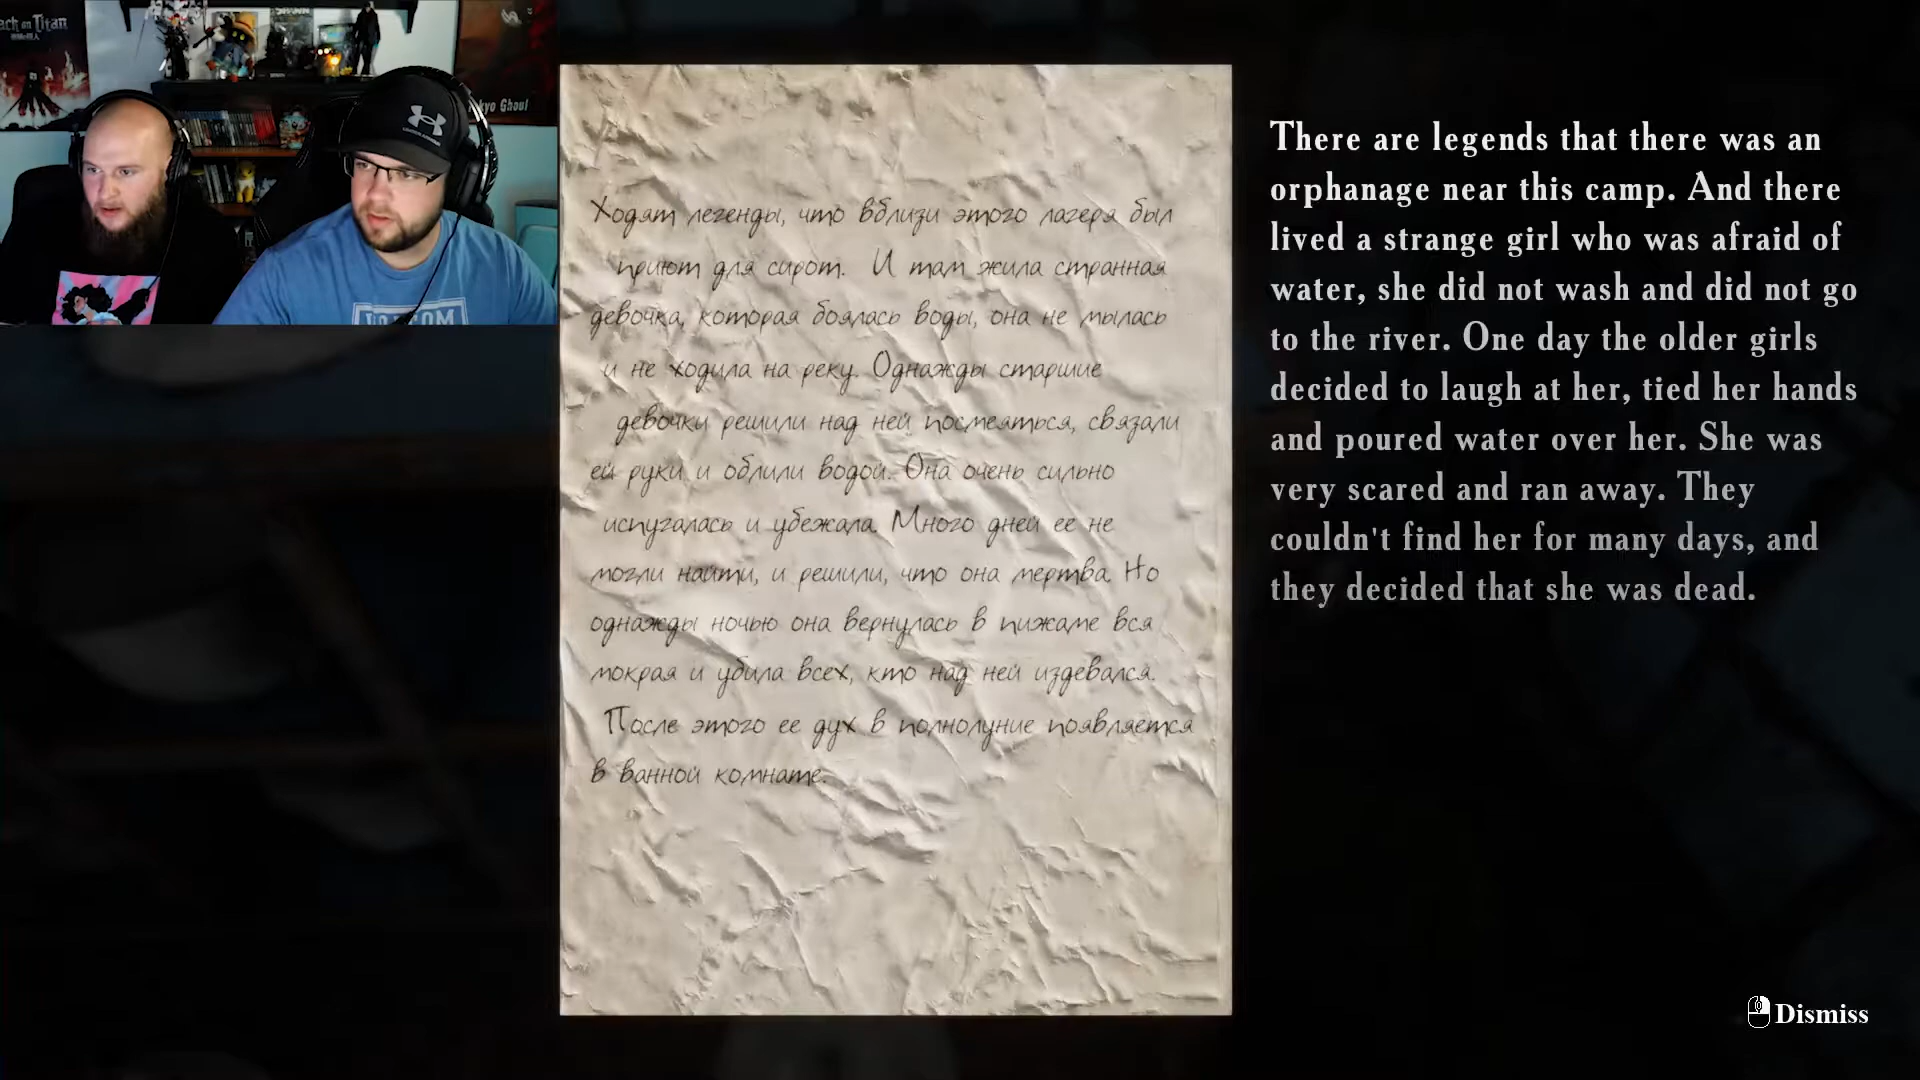 ack on Titan
kyo Ghoul
UNDER ARMOUR
Ходят легенды, что вблизи этого лагеря был
приют для сирот. И там жила странная
девочка, которая боялась воды, она не мылась
и не ходила на реку. Однажды старшие
девочки решили над ней посмеяться, связали
ей руки и облили водой. Она очень сильно
испугалась и убежала. Много дней ее не
могли найти, и решили, что она мертва. Но
однажды ночью она вернулась в пижаме вся
мокрая и убила всех, кто над ней издевался.
После этого ее дух в полнолуние появляется
в ванной комнате.
There are legends that there was an
orphanage near this camp. And there
lived a strange girl who was afraid of
water, she did not wash and did not go
to the river. One day the older girls
decided to laugh at her, tied her hands
and poured water over her. She was
very scared and ran away. They
couldn't find her for many days, and
they decided that she was dead.
Dismiss